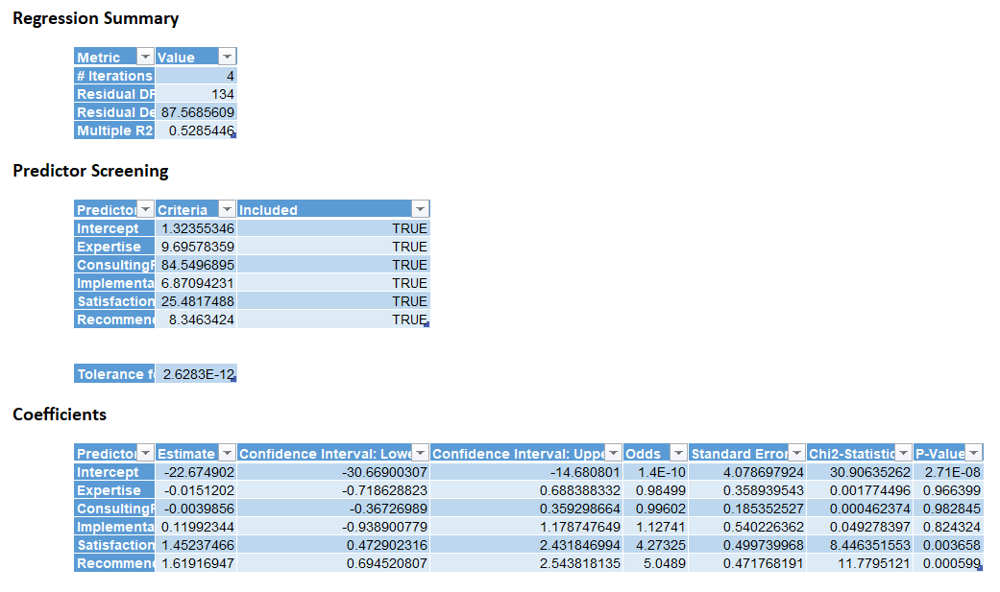 Regression Summary
Metric Value
# Iterations 4
Residual DF 134
Residual De 87.5685609
Multiple R2 0.5285446
Predictor Screening
Predictor Criteria Included
Intercept 1.32355346 TRUE
Expertise 9.69578359 TRUE
ConsultingF 84.5496895 TRUE
Implementa 6.87094231 TRUE
Satisfaction 25.4817488 TRUE
Recommen 8.3463424 TRUE
Tolerance fo 2.6283E-12
Coefficients
Predictor Estimate Confidence Interval: Lowe Confidence Interval: Uppe Odds Standard Error Chi2-Statistic P-Value
Intercept -22.674902 -30.66900307 -14.680801 1.4E-10 4.078697924 30.90635262 2.71E-08
Expertise -0.0151202 -0.718628823 0.688388332 0.98499 0.358939543 0.001774496 0.966399
ConsultingF -0.0039856 -0.36726989 0.359298664 0.99602 0.185352527 0.000462374 0.982845
Implementa 0.11992344 -0.938900779 1.178747649 1.12741 0.540226362 0.049278397 0.824324
Satisfaction 1.45237466 0.472902316 2.431846994 4.27325 0.499739968 8.446351553 0.003658
Recommen 1.61916947 0.694520807 2.543818135 5.0489 0.471768191 11.7795121 0.000599